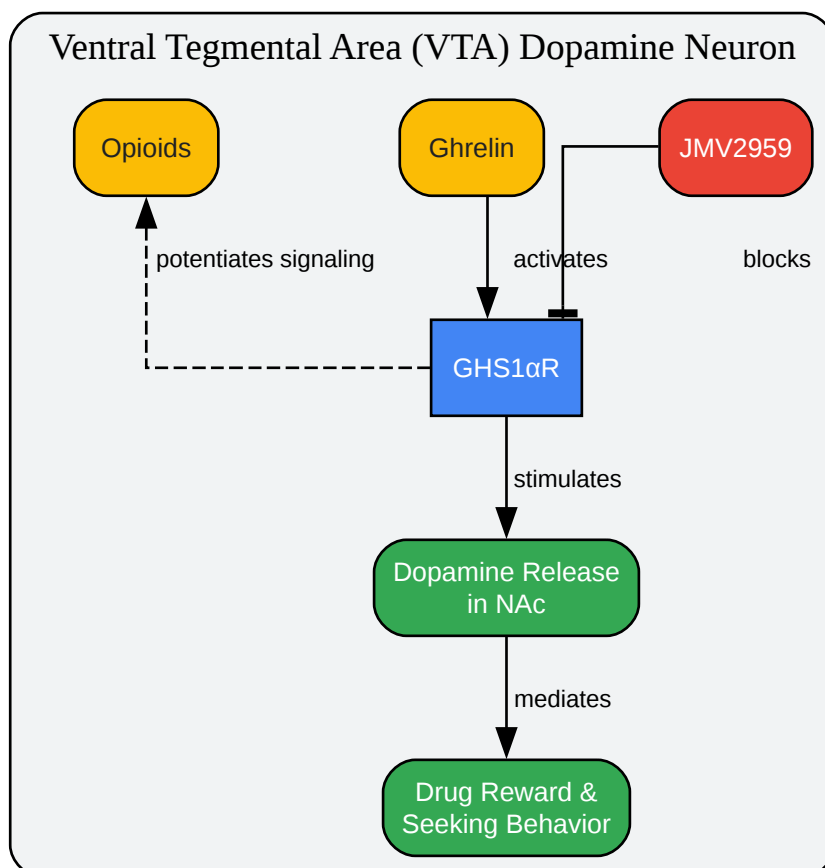 Ventral Tegmental Area (VTA) Dopamine Neuron
Opioids
Ghrelin
JMV2959
potentiates signaling
activates
blocks
GHS1αR
stimulates
Dopamine Release
in NAc
mediates
Drug Reward &
Seeking Behavior